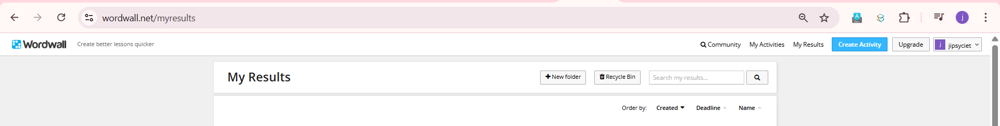 wordwall.net/myresults
j
Wordwall
Create better lessons quicker
Community
My Activities
My Results
Create Activity
Upgrade
j jipsyciet
My Results
New folder
Recycle Bin
Search my results...
Order by: Created Deadline Name